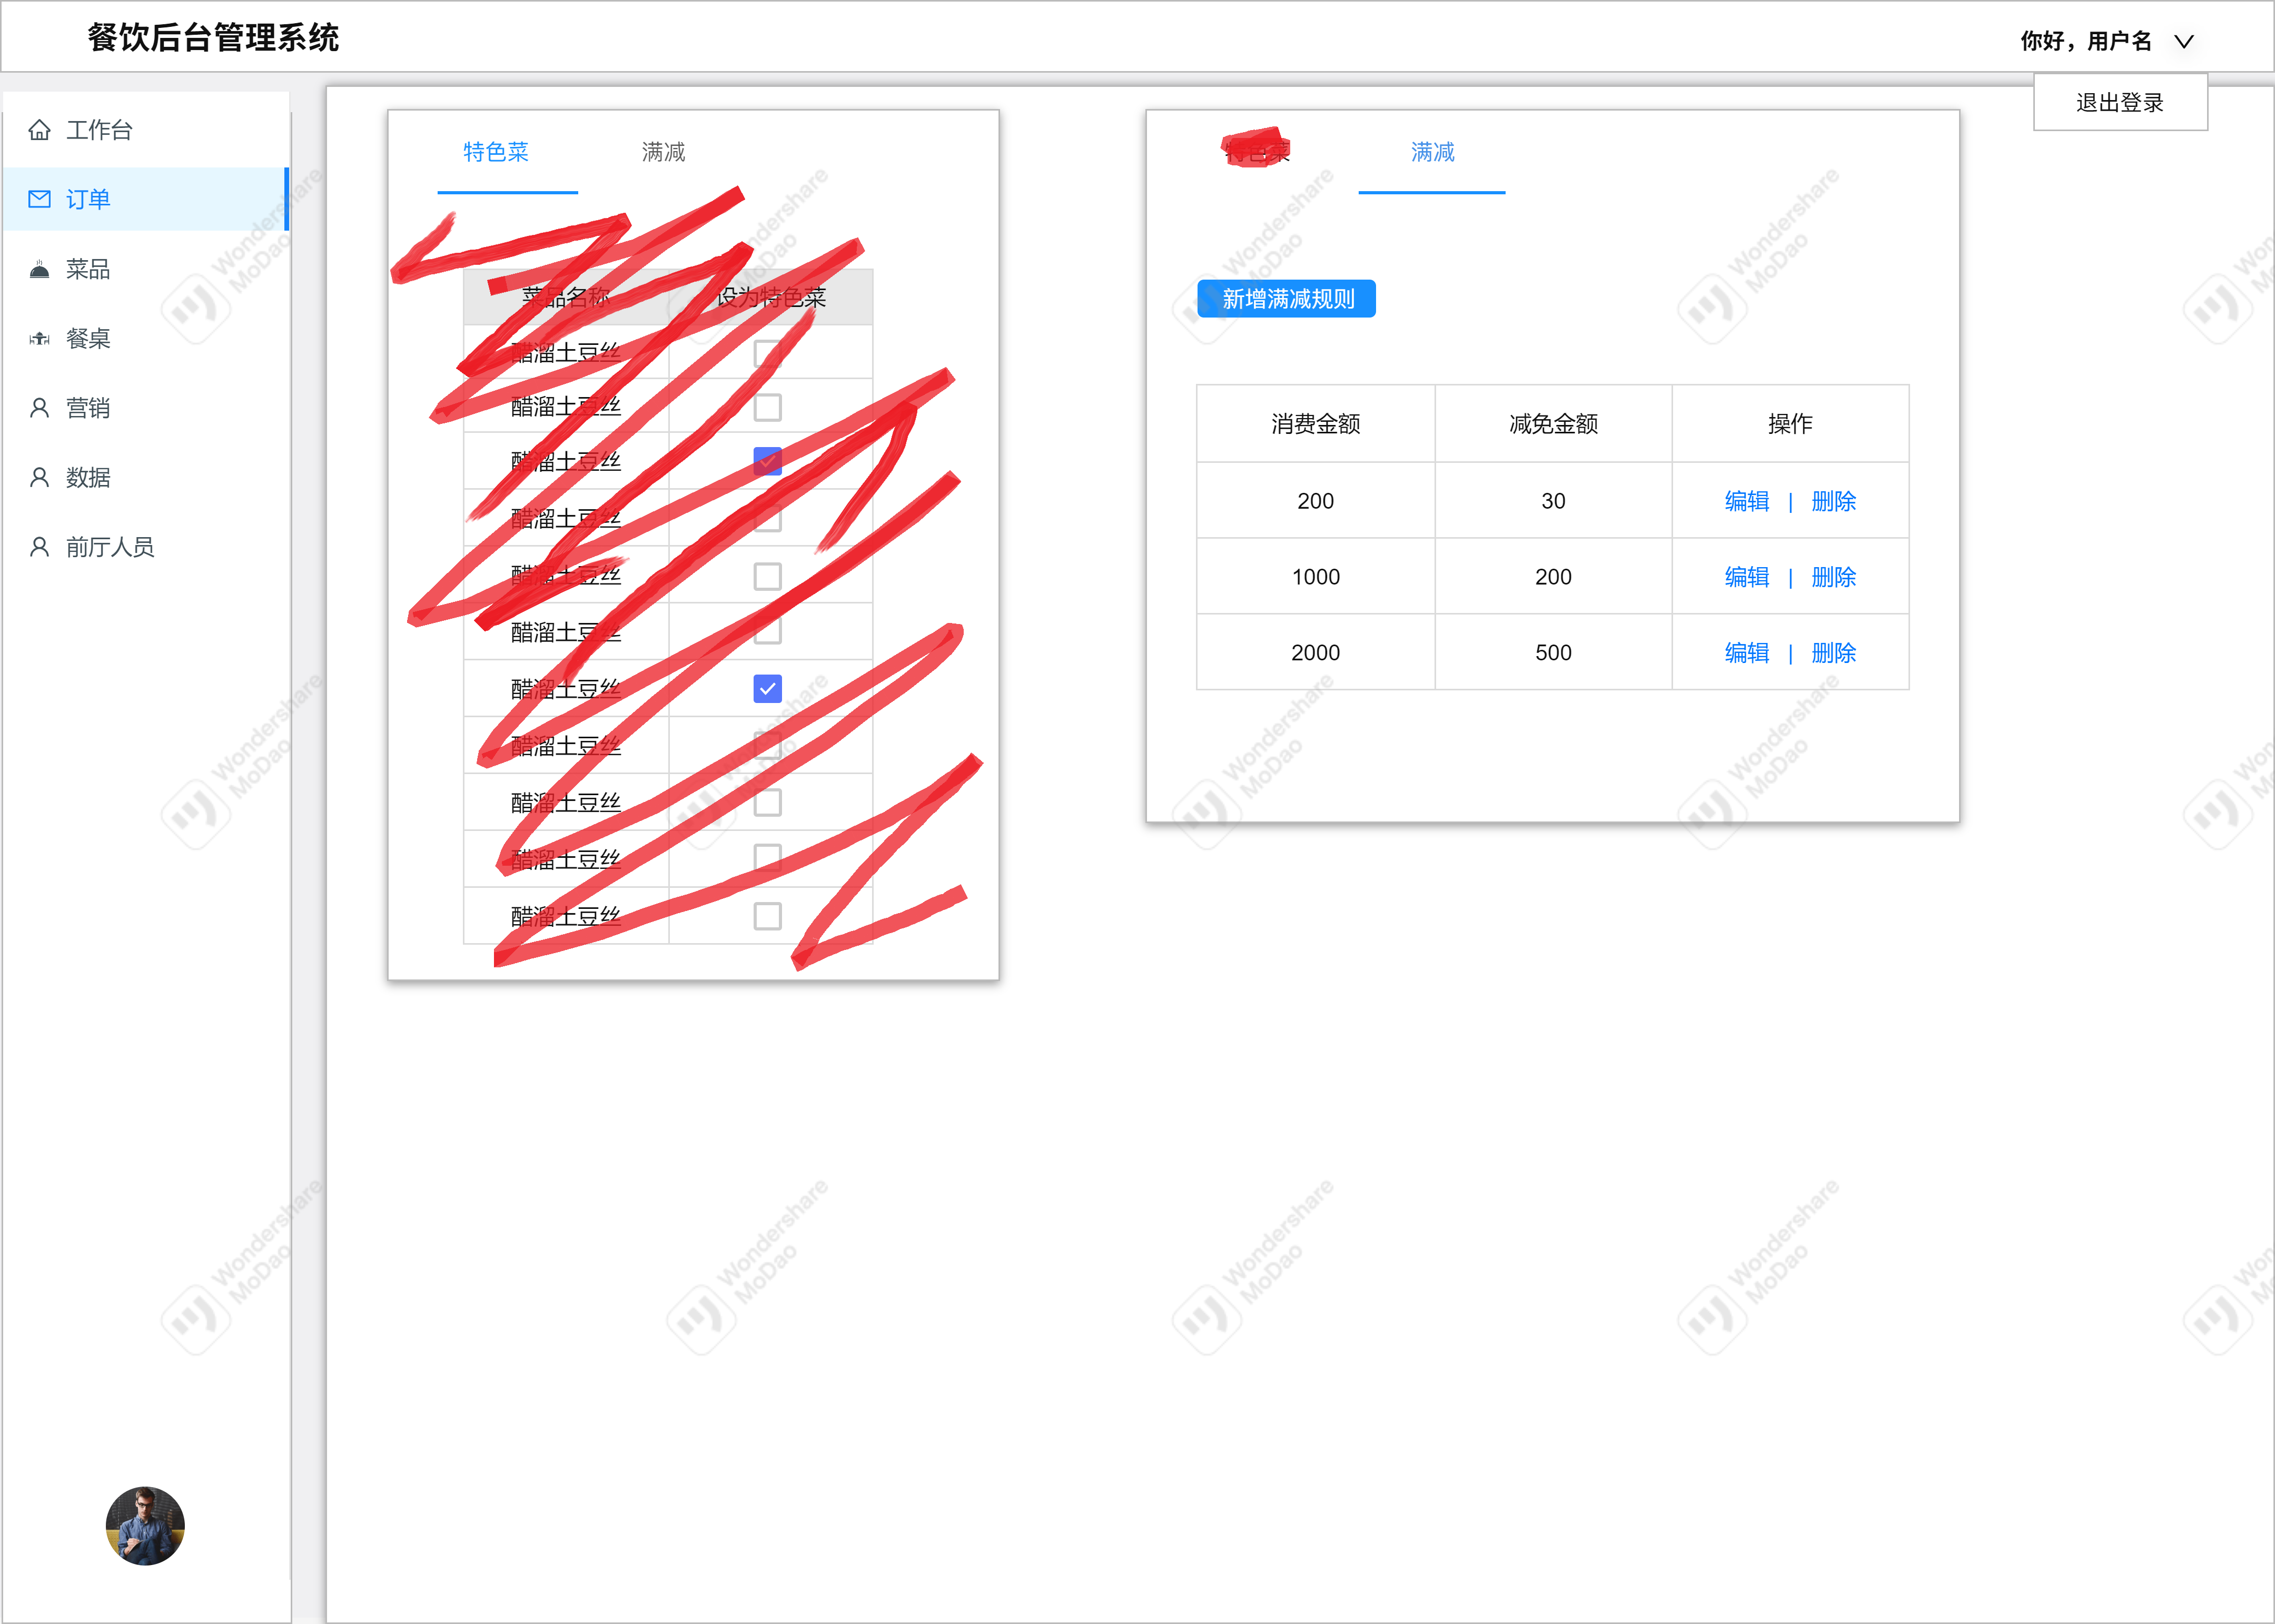 餐饮后台管理系统
你好，用户名
退出登录
工作台
订单
菜品
餐桌
营销
数据
前厅人员
特色菜 满减
菜品名称 设为特色菜
醋溜土豆丝
醋溜土豆丝
醋溜土豆丝
醋溜土豆丝
醋溜土豆丝
醋溜土豆丝
醋溜土豆丝
醋溜土豆丝
醋溜土豆丝
醋溜土豆丝
醋溜土豆丝
特色菜 满减
新增满减规则
消费金额 减免金额 操作
200 30 编辑 | 删除
1000 200 编辑 | 删除
2000 500 编辑 | 删除
Wondershare
MoDao